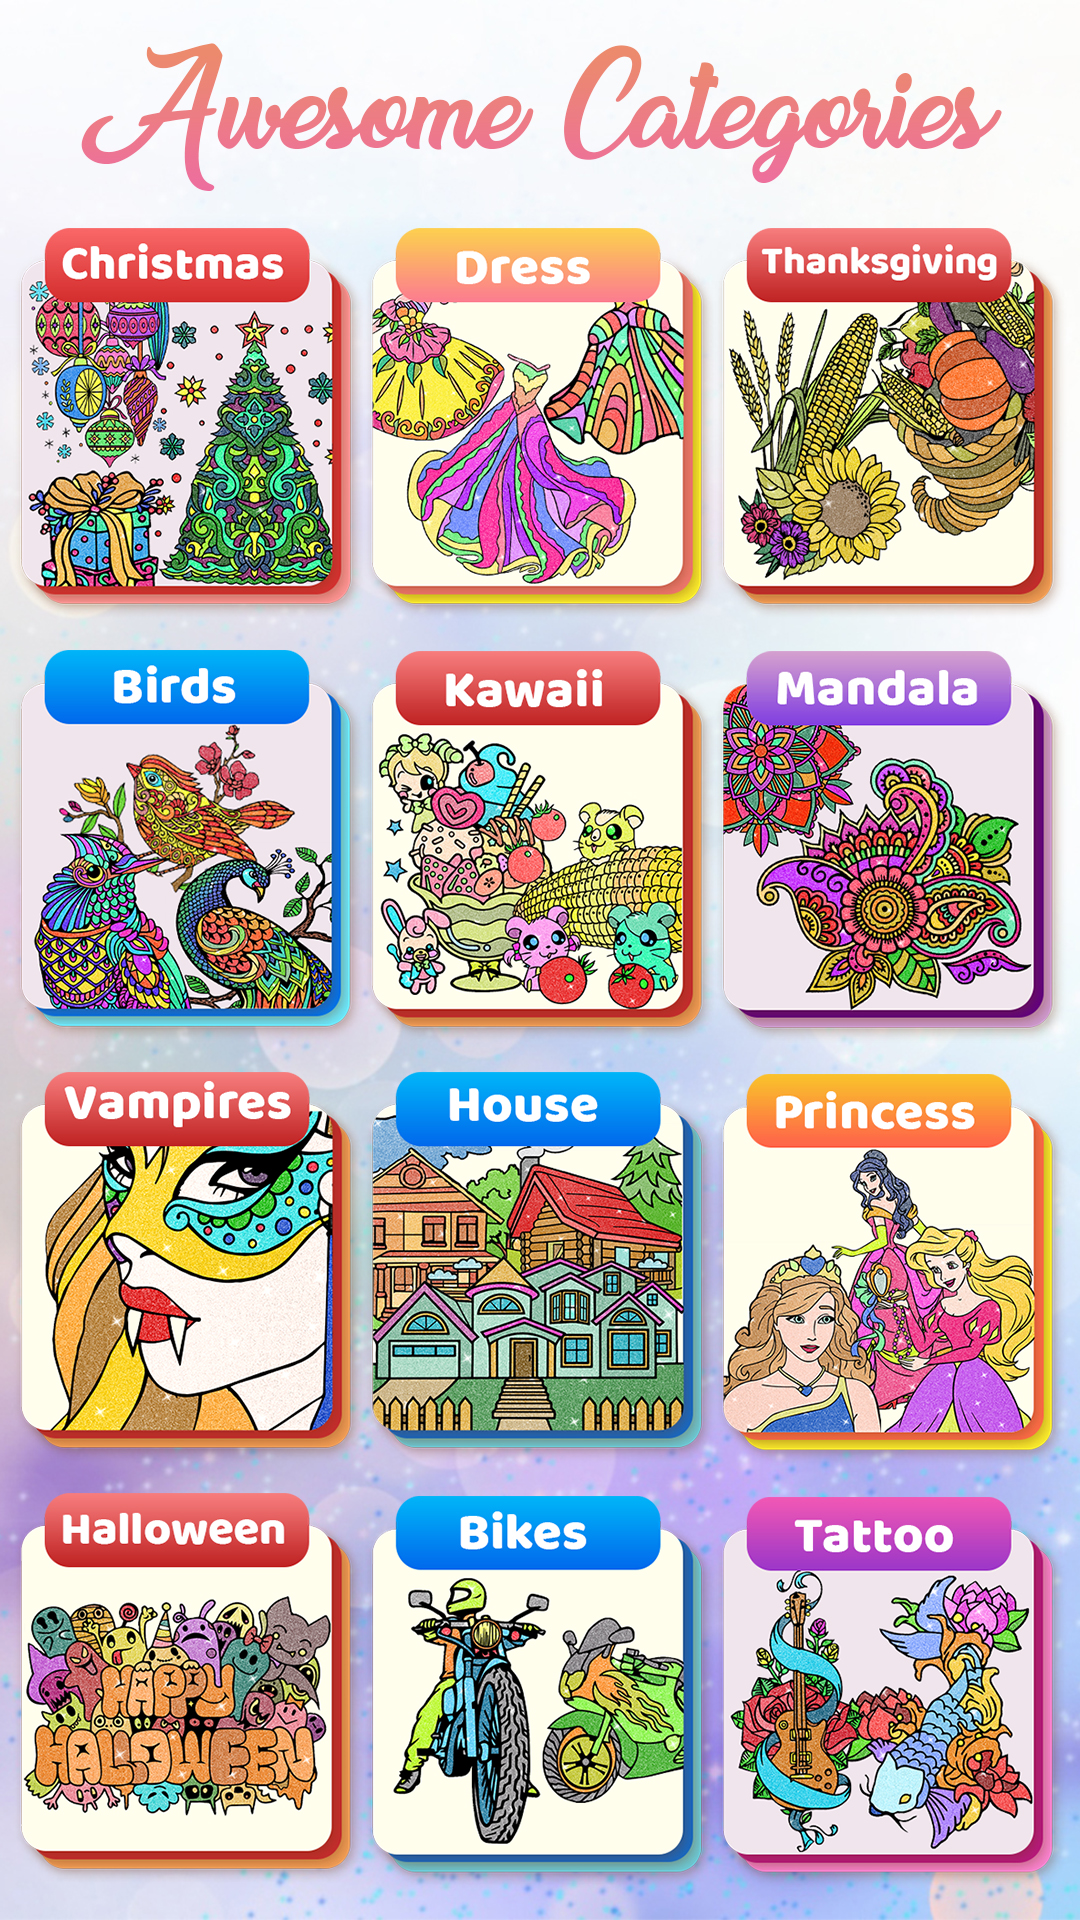 Awesome Categories
Christmas
Dress
Thanksgiving
Birds
Kawaii
Mandala
Vampires
House
Princess
Halloween
Bikes
Tattoo
HAPPY
HALLOWEEN